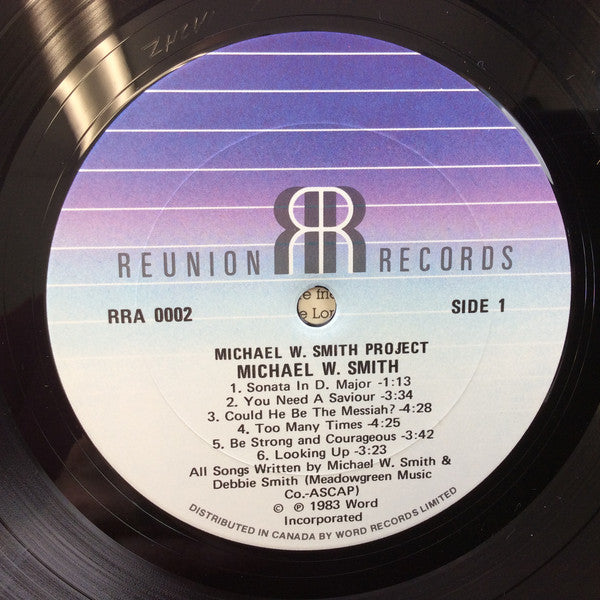 REUNION RECORDS
RRA 0002
SIDE 1
MICHAEL W. SMITH PROJECT
MICHAEL W. SMITH
1. Sonata In D. Major -1:13
2. You Need A Saviour -3:34
3. Could He Be The Messiah? -4:28
4. Too Many Times -4:25
5. Be Strong and Courageous -3:42
6. Looking Up -3:23
All Songs Written by Michael W. Smith &
Debbie Smith (Meadowgreen Music
Co.-ASCAP)
© ℗ 1983 Word
Incorporated
DISTRIBUTED IN CANADA BY WORD RECORDS LIMITED